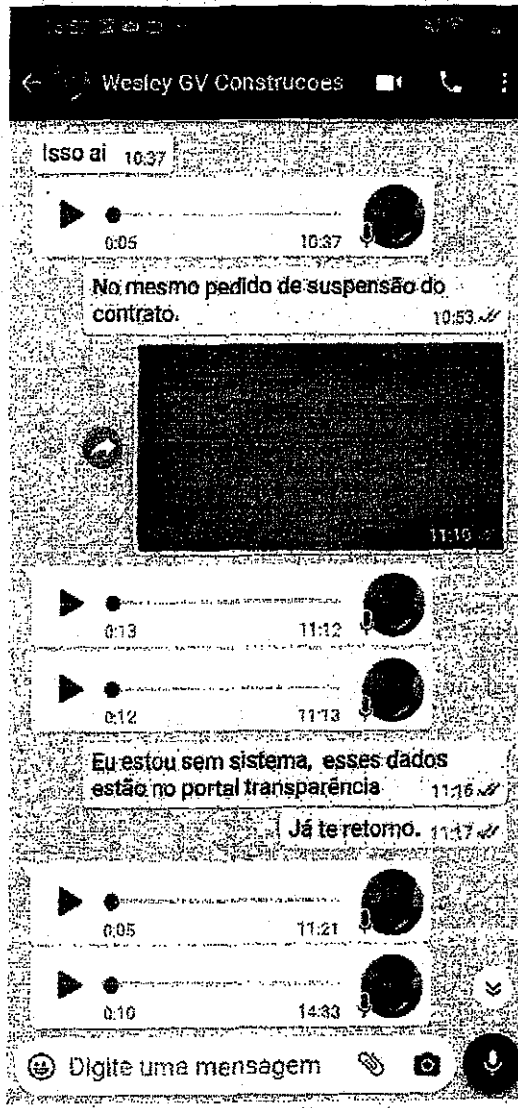 Wesley GV Construcoes
Isso ai 10:37
0:05 10:37
No mesmo pedido de suspensão do
contrato. 10:53
11:10
0:13 11:12
0:12 11:13
Eu estou sem sistema, esses dados
estão no portal transparência 11:16
Já te retorno. 11:17
0:05 11:21
0:10 14:33
Digite uma mensagem